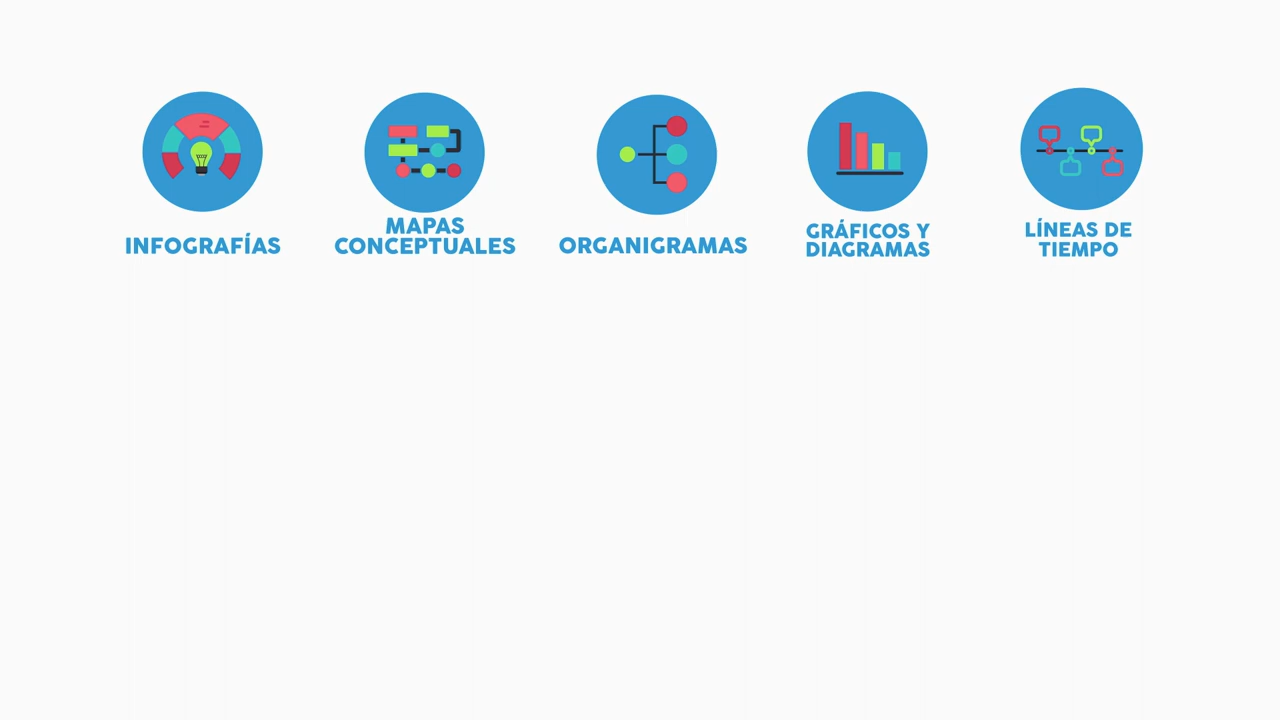 INFOGRAFÍAS
MAPAS
CONCEPTUALES
ORGANIGRAMAS
GRÁFICOS Y
DIAGRAMAS
LÍNEAS DE
TIEMPO